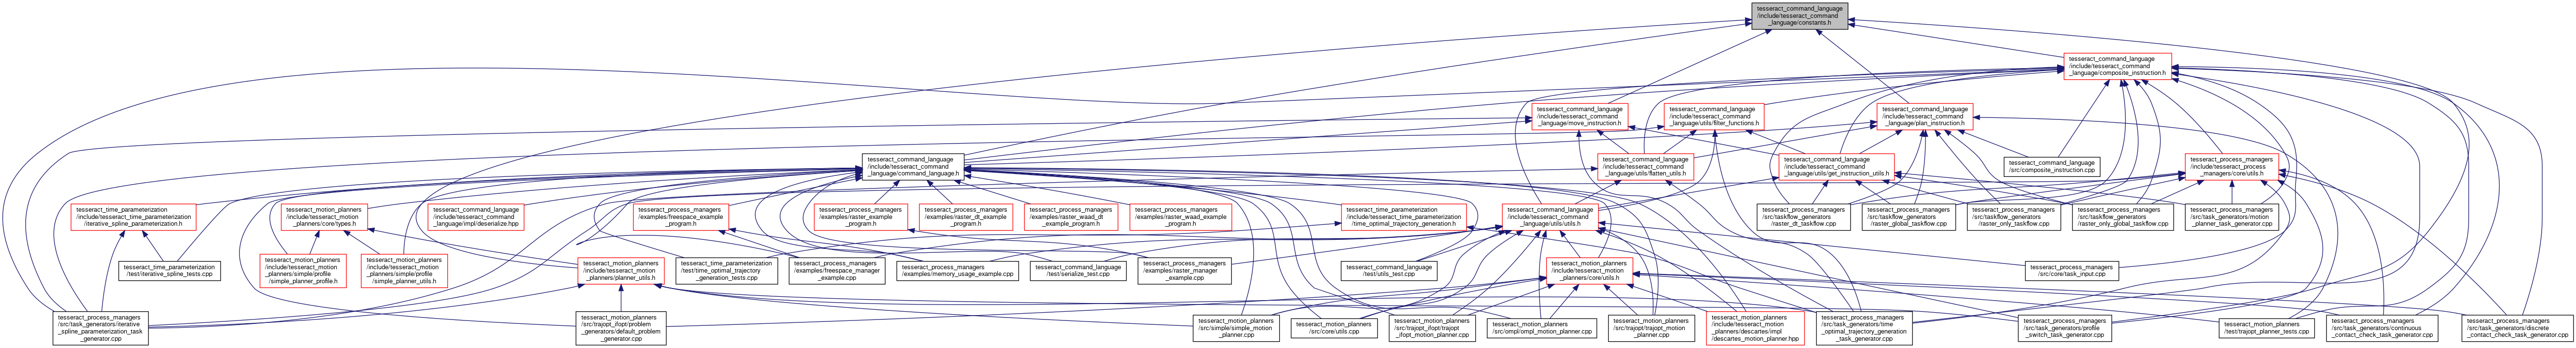 tesseract_command_language
/include/tesseract_command
_language/constants.h
tesseract_command_language
/include/tesseract_command
_language/composite_instruction.h
tesseract_command_language
/include/tesseract_command
_language/move_instruction.h
tesseract_command_language
/include/tesseract_command
_language/utils/filter_functions.h
tesseract_command_language
/include/tesseract_command
_language/plan_instruction.h
tesseract_command_language
/include/tesseract_command
_language/command_language.h
tesseract_command_language
/include/tesseract_command
_language/utils/flatten_utils.h
tesseract_command_language
/include/tesseract_command
_language/utils/get_instruction_utils.h
tesseract_command_language
/src/composite_instruction.cpp
tesseract_process_managers
/include/tesseract_process
_managers/core/utils.h
tesseract_time_parameterization
/include/tesseract_time_parameterization
/iterative_spline_parameterization.h
tesseract_motion_planners
/include/tesseract_motion
_planners/core/types.h
tesseract_command_language
/include/tesseract_command
_language/impl/deserialize.hpp
tesseract_process_managers
/examples/freespace_example
_program.h
tesseract_process_managers
/examples/raster_example
_program.h
tesseract_process_managers
/examples/raster_dt_example
_program.h
tesseract_process_managers
/examples/raster_waad_dt
_example_program.h
tesseract_process_managers
/examples/raster_waad_example
_program.h
tesseract_time_parameterization
/include/tesseract_time_parameterization
/time_optimal_trajectory_generation.h
tesseract_command_language
/include/tesseract_command
_language/utils/utils.h
tesseract_process_managers
/src/taskflow_generators
/raster_dt_taskflow.cpp
tesseract_process_managers
/src/taskflow_generators
/raster_global_taskflow.cpp
tesseract_process_managers
/src/taskflow_generators
/raster_only_taskflow.cpp
tesseract_process_managers
/src/taskflow_generators
/raster_only_global_taskflow.cpp
tesseract_process_managers
/src/task_generators/motion
_planner_task_generator.cpp
tesseract_time_parameterization
/test/iterative_spline_tests.cpp
tesseract_motion_planners
/include/tesseract_motion
_planners/simple/profile
/simple_planner_profile.h
tesseract_motion_planners
/include/tesseract_motion
_planners/simple/profile
/simple_planner_utils.h
tesseract_motion_planners
/include/tesseract_motion
_planners/planner_utils.h
tesseract_time_parameterization
/test/time_optimal_trajectory
_generation_tests.cpp
tesseract_process_managers
/examples/freespace_manager
_example.cpp
tesseract_process_managers
/examples/memory_usage_example.cpp
tesseract_command_language
/test/serialize_test.cpp
tesseract_process_managers
/examples/raster_manager
_example.cpp
tesseract_command_language
/test/utils_test.cpp
tesseract_motion_planners
/include/tesseract_motion
_planners/core/utils.h
tesseract_process_managers
/src/core/task_input.cpp
tesseract_process_managers
/src/task_generators/iterative
_spline_parameterization_task
_generator.cpp
tesseract_motion_planners
/src/trajopt_ifopt/problem
_generators/default_problem
_generator.cpp
tesseract_motion_planners
/src/simple/simple_motion
_planner.cpp
tesseract_motion_planners
/src/core/utils.cpp
tesseract_motion_planners
/src/trajopt_ifopt/trajopt
_ifopt_motion_planner.cpp
tesseract_motion_planners
/src/ompl/ompl_motion_planner.cpp
tesseract_motion_planners
/src/trajopt/trajopt_motion
_planner.cpp
tesseract_motion_planners
/include/tesseract_motion
_planners/descartes/impl
/descartes_motion_planner.hpp
tesseract_process_managers
/src/task_generators/time
_optimal_trajectory_generation
_task_generator.cpp
tesseract_process_managers
/src/task_generators/profile
_switch_task_generator.cpp
tesseract_motion_planners
/test/trajopt_planner_tests.cpp
tesseract_process_managers
/src/task_generators/continuous
_contact_check_task_generator.cpp
tesseract_process_managers
/src/task_generators/discrete
_contact_check_task_generator.cpp